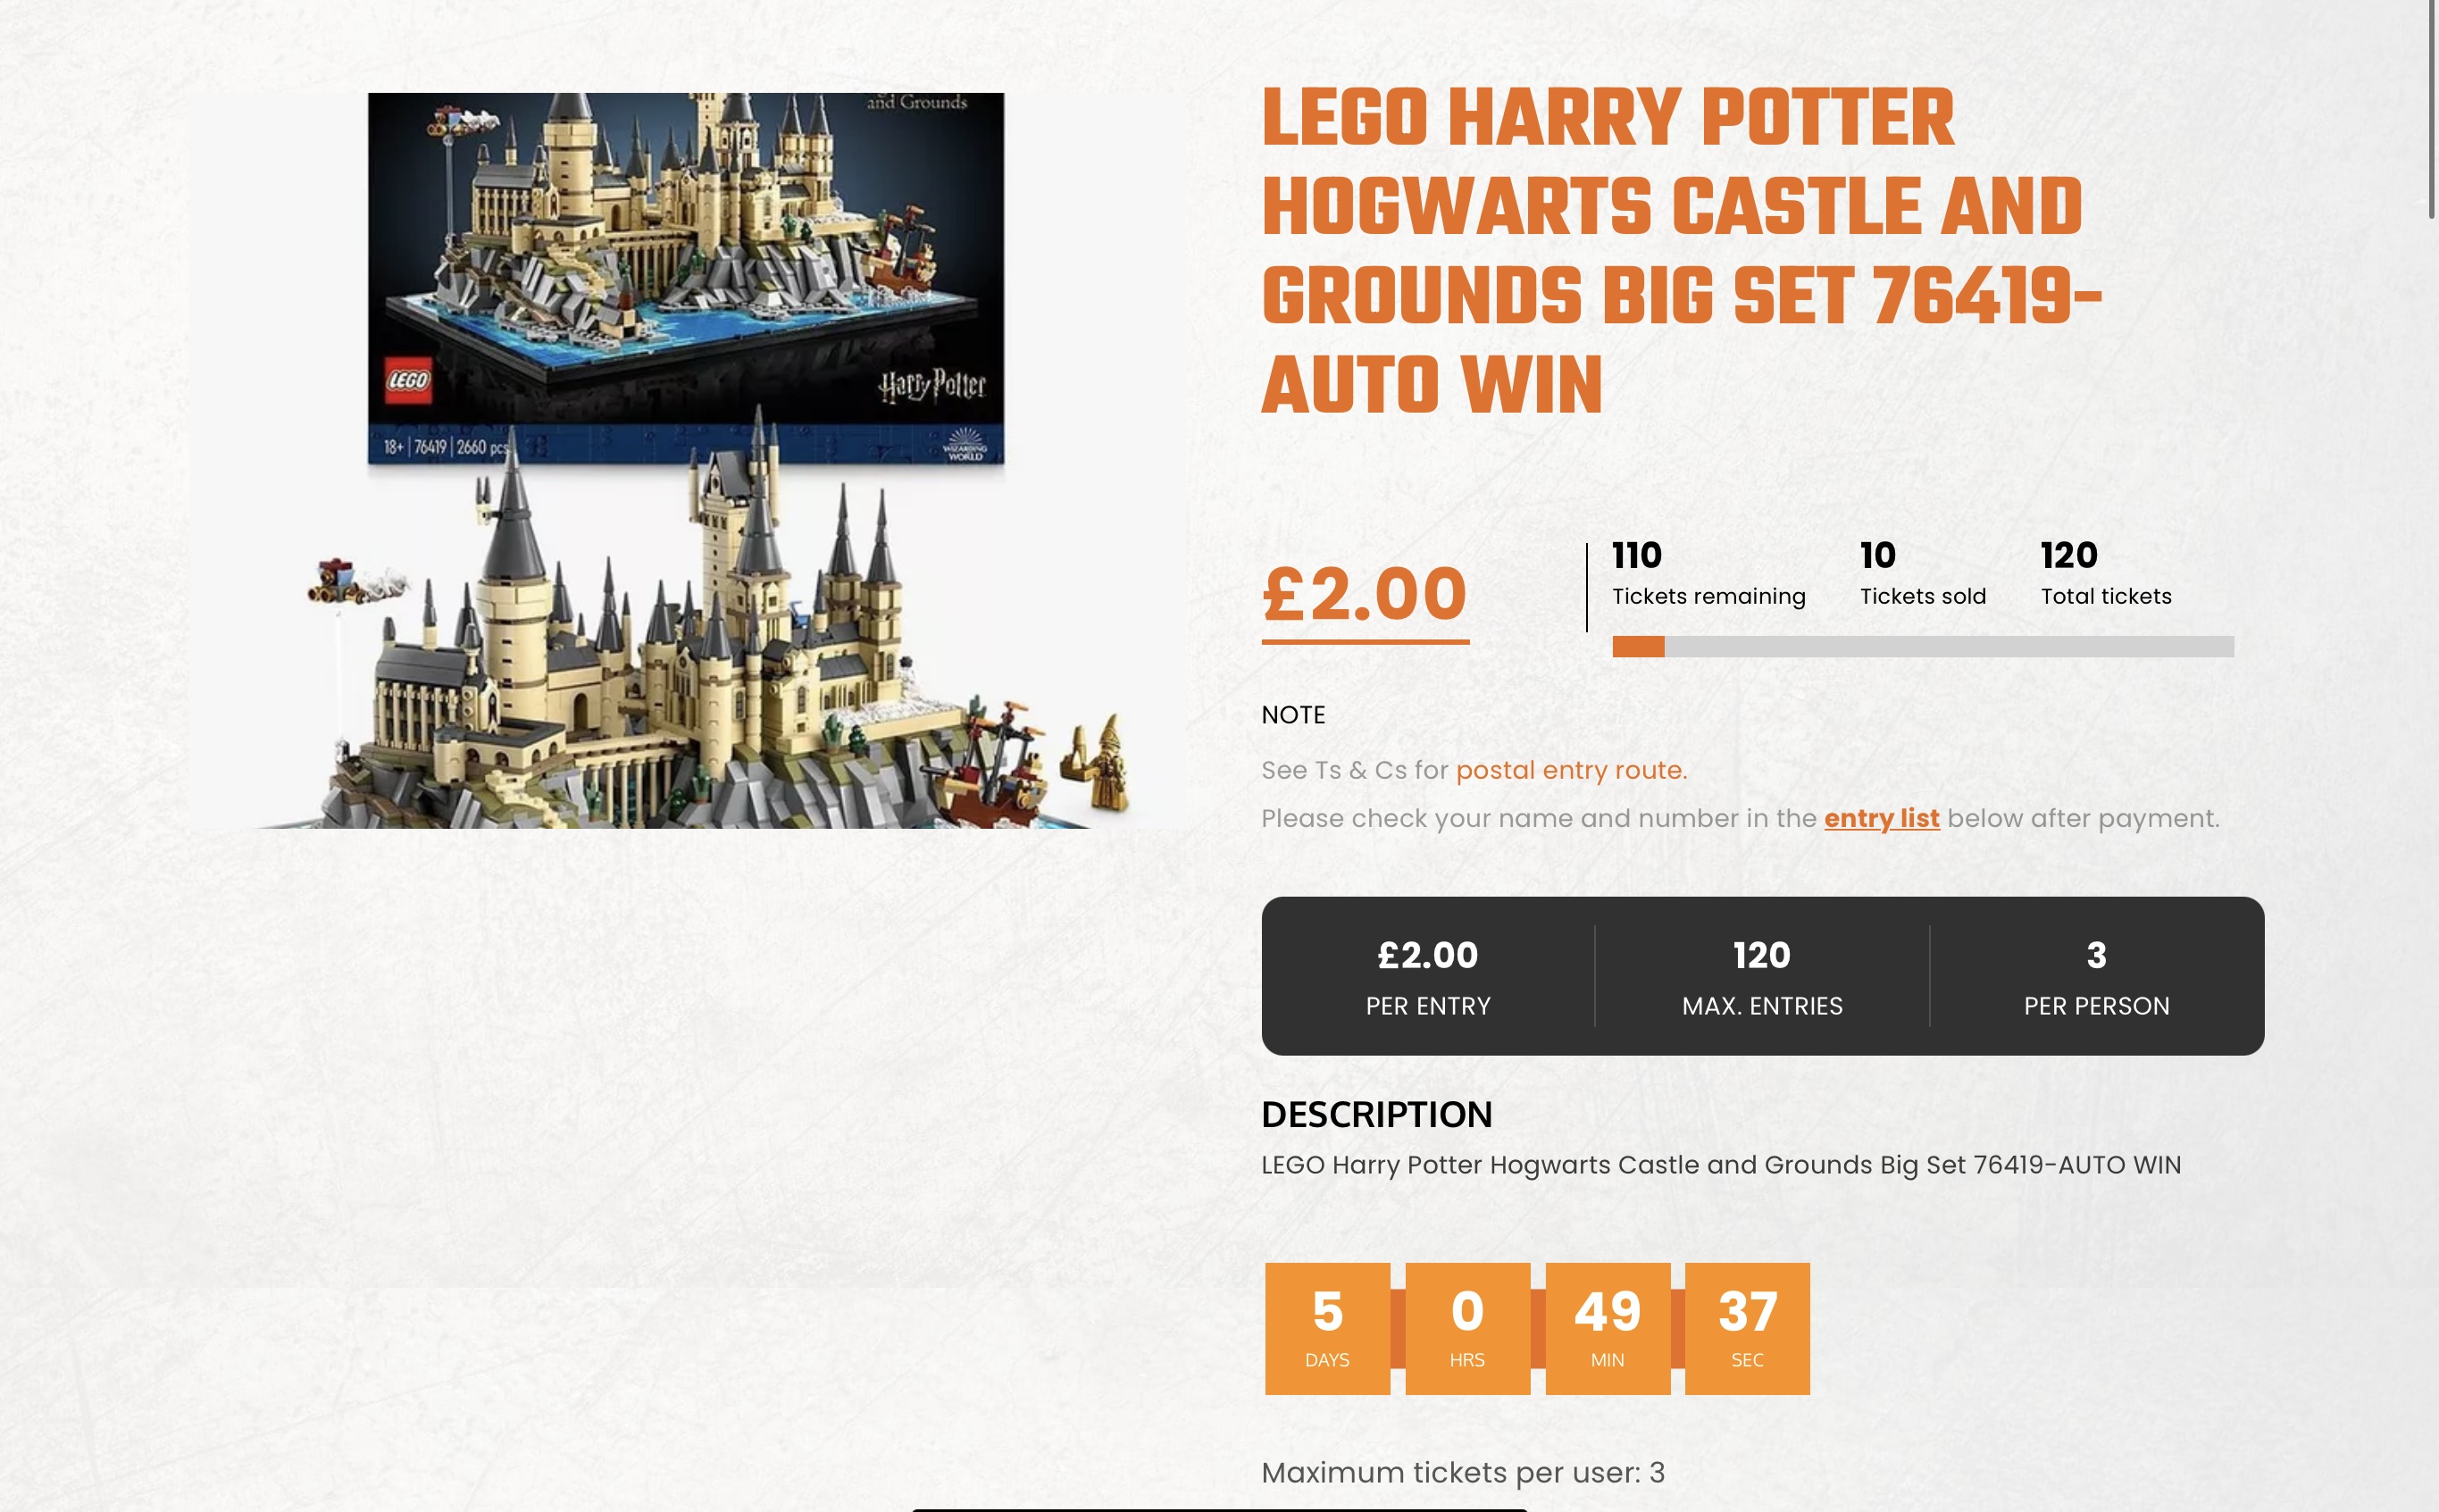 and Grounds
LEGO
Harry Potter
18+ | 76419 | 2660 pcs
WIZARDING
WORLD
LEGO HARRY POTTER
HOGWARTS CASTLE AND
GROUNDS BIG SET 76419-
AUTO WIN
£2.00
110
Tickets remaining
10
Tickets sold
120
Total tickets
NOTE
See Ts & Cs for postal entry route.
Please check your name and number in the entry list below after payment.
£2.00
PER ENTRY
120
MAX. ENTRIES
3
PER PERSON
DESCRIPTION
LEGO Harry Potter Hogwarts Castle and Grounds Big Set 76419-AUTO WIN
5
DAYS
0
HRS
49
MIN
37
SEC
Maximum tickets per user: 3